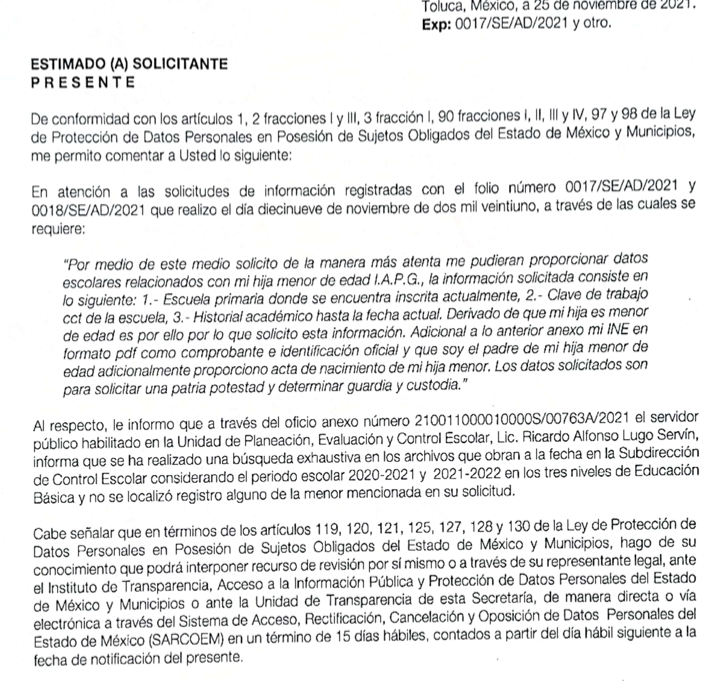 Toluca, México, a 25 de noviembre de 2021.
Exp: 0017/SE/AD/2021 y otro.
ESTIMADO (A) SOLICITANTE
P R E S E N T E
De conformidad con los artículos 1, 2 fracciones I y III, 3 fracción I, 90 fracciones I, II, III y IV, 97 y 98 de la Ley
de Protección de Datos Personales en Posesión de Sujetos Obligados del Estado de México y Municipios,
me permito comentar a Usted lo siguiente:
En atención a las solicitudes de información registradas con el folio número 0017/SE/AD/2021 y
0018/SE/AD/2021 que realizo el día diecinueve de noviembre de dos mil veintiuno, a través de las cuales se
requiere:
"Por medio de este medio solicito de la manera más atenta me pudieran proporcionar datos
escolares relacionados con mi hija menor de edad I.A.P.G., la información solicitada consiste en
lo siguiente: 1.- Escuela primaria donde se encuentra inscrita actualmente, 2.- Clave de trabajo
cct de la escuela, 3.- Historial académico hasta la fecha actual. Derivado de que mi hija es menor
de edad es por ello por lo que solicito esta información. Adicional a lo anterior anexo mi INE en
formato pdf como comprobante e identificación oficial y que soy el padre de mi hija menor de
edad adicionalmente proporciono acta de nacimiento de mi hija menor. Los datos solicitados son
para solicitar una patria potestad y determinar guardia y custodia."
Al respecto, le informo que a través del oficio anexo número 210011000010000S/00763A/2021 el servidor
público habilitado en la Unidad de Planeación, Evaluación y Control Escolar, Lic. Ricardo Alfonso Lugo Servín,
informa que se ha realizado una búsqueda exhaustiva en los archivos que obran a la fecha en la Subdirección
de Control Escolar considerando el periodo escolar 2020-2021 y 2021-2022 en los tres niveles de Educación
Básica y no se localizó registro alguno de la menor mencionada en su solicitud.
Cabe señalar que en términos de los artículos 119, 120, 121, 125, 127, 128 y 130 de la Ley de Protección de
Datos Personales en Posesión de Sujetos Obligados del Estado de México y Municipios, hago de su
conocimiento que podrá interponer recurso de revisión por sí mismo o a través de su representante legal, ante
el Instituto de Transparencia, Acceso a la Información Pública y Protección de Datos Personales del Estado
de México y Municipios o ante la Unidad de Transparencia de esta Secretaría, de manera directa o vía
electrónica a través del Sistema de Acceso, Rectificación, Cancelación y Oposición de Datos Personales del
Estado de México (SARCOEM) en un término de 15 días hábiles, contados a partir del día hábil siguiente a la
fecha de notificación del presente.